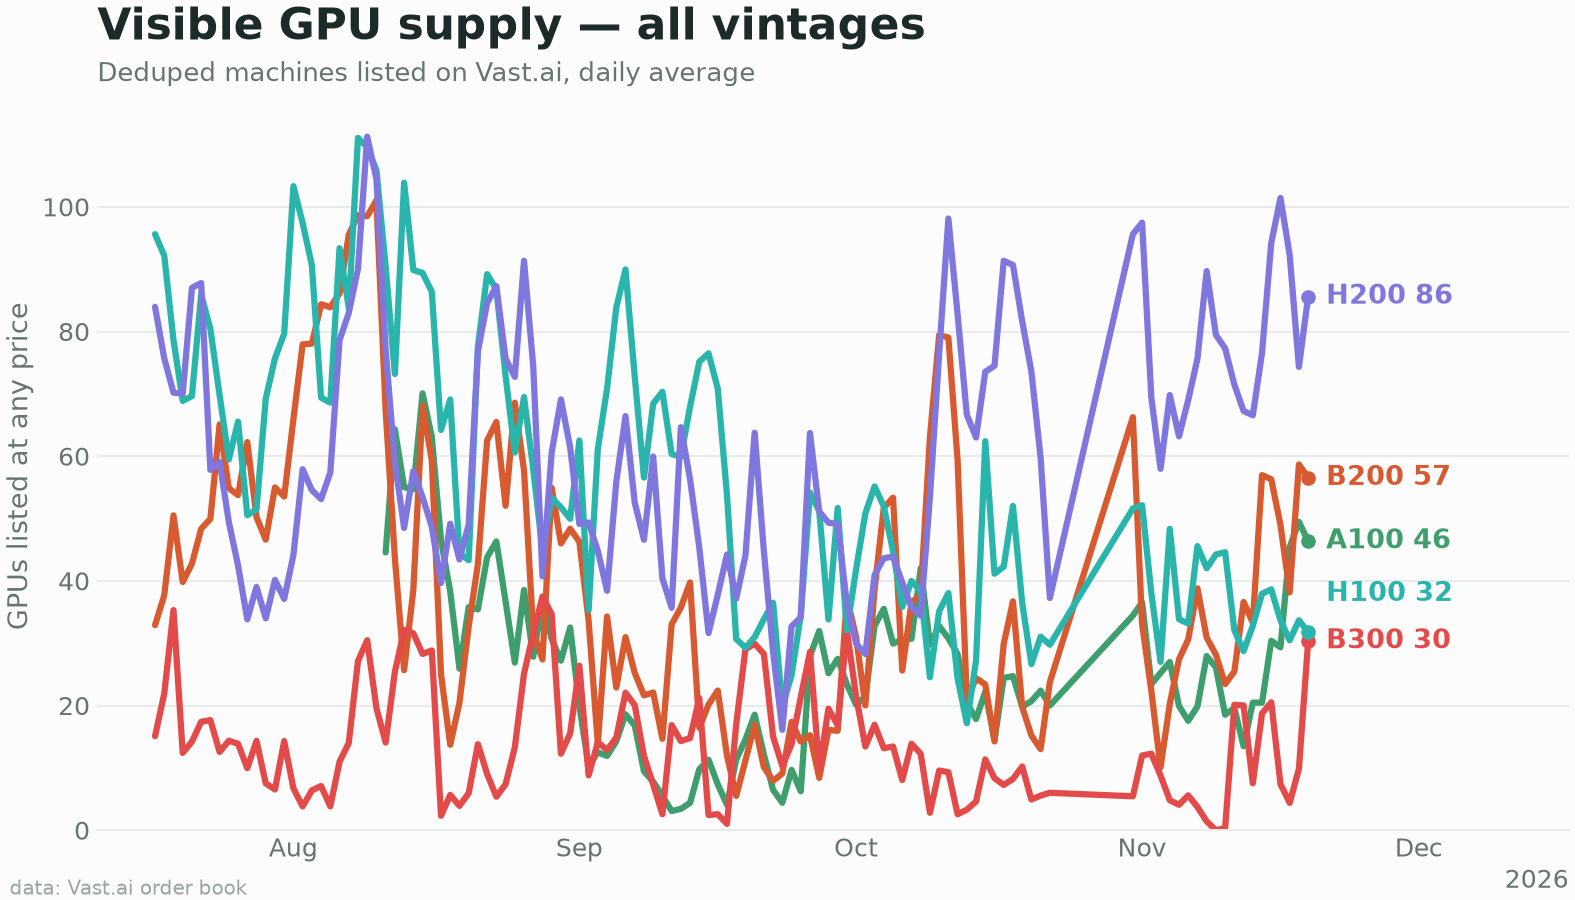 Visible GPU supply — all vintages
Deduped machines listed on Vast.ai, daily average
GPUs listed at any price
100
80
60
40
20
0
H200 86
B200 57
A100 46
H100 32
B300 30
Aug
Sep
Oct
Nov
Dec
2026
data: Vast.ai order book